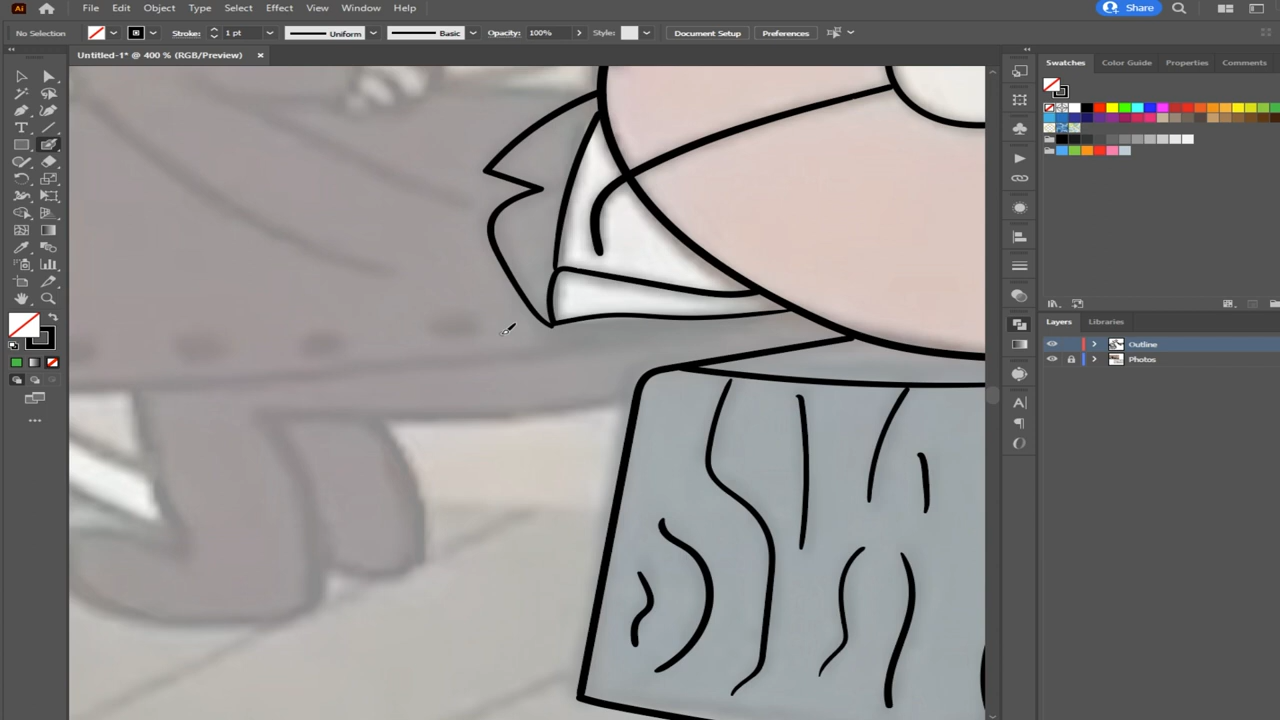 Ai File Edit Object Type Select Effect View Window Help Share
No Selection Stroke: 1 pt Uniform Basic Opacity: 100% Style: Document Setup Preferences
Untitled-1* @ 400 % (RGB/Preview) ×
Swatches Color Guide Properties Comments
Layers Libraries
Outline
Photos